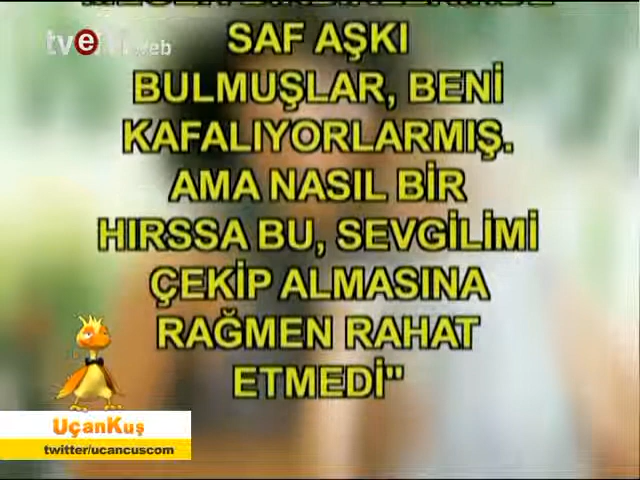 SAF AŞKI
BULMUŞLAR, BENİ
KAFALIYORLARMIŞ.
AMA NASIL BİR
HIRSSA BU, SEVGİLİMİ
ÇEKİP ALMASINA
RAĞMEN RAHAT
ETMEDİ"
UçanKuş
twitter/ucancuscom